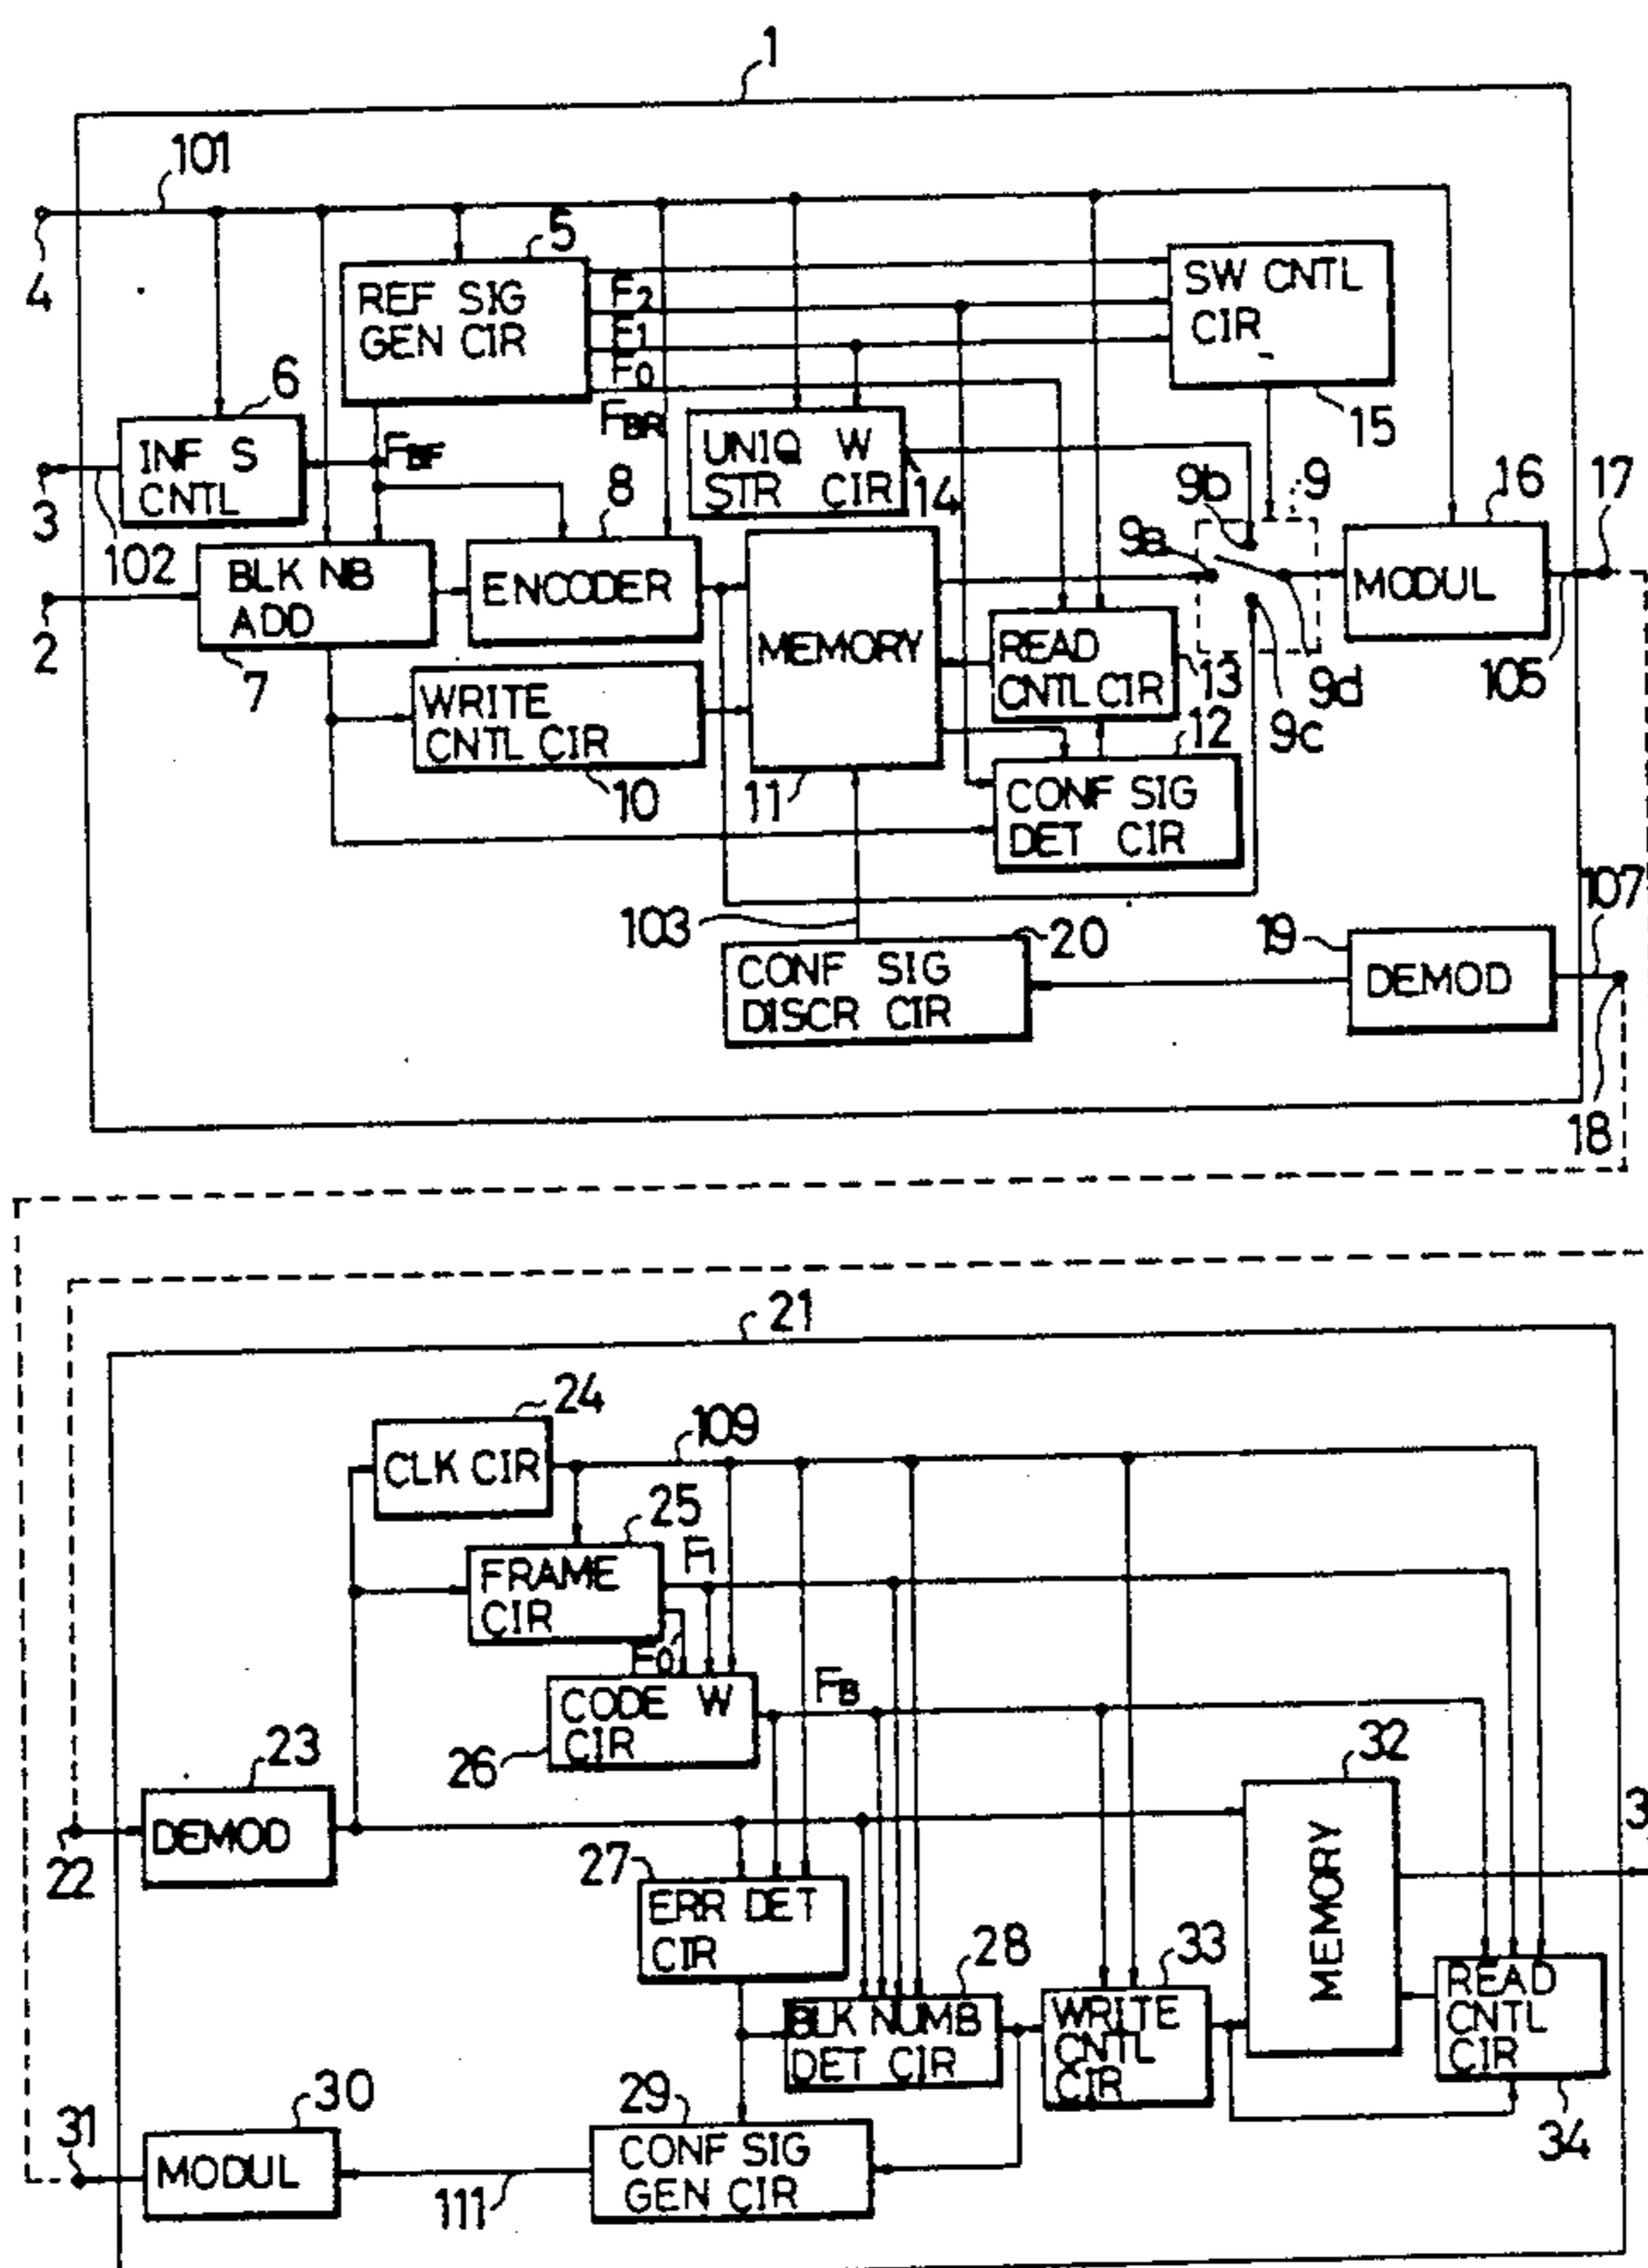 1
101
4
5
REF SIG
GEN CIR
F2
F1
F0
FBR
SW CNTL
CIR
15
6
INF S
CNTL
FBF
3
102
UNIQ W
STR CIR
14
8
9b
9
16
17
9a
BLK NB
ADD
2
7
ENCODER
MEMORY
11
READ
CNTL CIR
13
9d
9c
MODUL
105
WRITE
CNTL CIR
10
12
CONF SIG
DET CIR
107
103
20
CONF SIG
DISCR CIR
19
DEMOD
18
21
24
CLK CIR
109
25
FRAME
CIR
F1
F0
CODE W
CIR
26
FB
23
DEMOD
22
32
MEMORY
3
27
ERR DET
CIR
28
BLK NUMB
DET CIR
33
WRITE
CNTL
CIR
READ
CNTL
CIR
34
29
CONF SIG
GEN CIR
30
MODUL
31
111